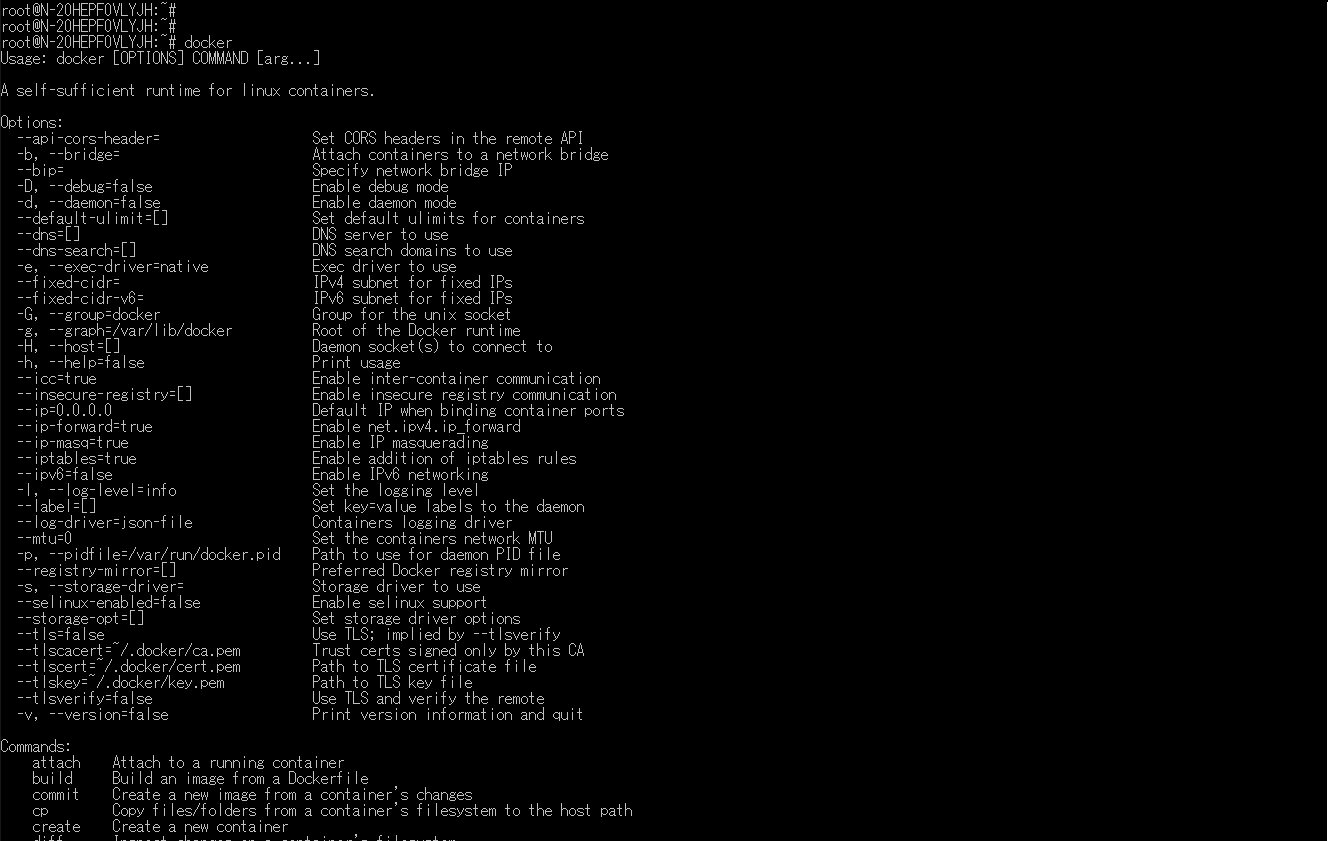 root@N-20HEPF0VLYJH:~#
root@N-20HEPF0VLYJH:~#
root@N-20HEPF0VLYJH:~# docker
Usage: docker [OPTIONS] COMMAND [arg...]
A self-sufficient runtime for linux containers.
Options:
--api-cors-header= Set CORS headers in the remote API
-b, --bridge= Attach containers to a network bridge
--bip= Specify network bridge IP
-D, --debug=false Enable debug mode
-d, --daemon=false Enable daemon mode
--default-ulimit=[] Set default ulimits for containers
--dns=[] DNS server to use
--dns-search=[] DNS search domains to use
-e, --exec-driver=native Exec driver to use
--fixed-cidr= IPv4 subnet for fixed IPs
--fixed-cidr-v6= IPv6 subnet for fixed IPs
-G, --group=docker Group for the unix socket
-g, --graph=/var/lib/docker Root of the Docker runtime
-H, --host=[] Daemon socket(s) to connect to
-h, --help=false Print usage
--icc=true Enable inter-container communication
--insecure-registry=[] Enable insecure registry communication
--ip=0.0.0.0 Default IP when binding container ports
--ip-forward=true Enable net.ipv4.ip_forward
--ip-masq=true Enable IP masquerading
--iptables=true Enable addition of iptables rules
--ipv6=false Enable IPv6 networking
-l, --log-level=info Set the logging level
--label=[] Set key=value labels to the daemon
--log-driver=json-file Containers logging driver
--mtu=0 Set the containers network MTU
-p, --pidfile=/var/run/docker.pid Path to use for daemon PID file
--registry-mirror=[] Preferred Docker registry mirror
-s, --storage-driver= Storage driver to use
--selinux-enabled=false Enable selinux support
--storage-opt=[] Set storage driver options
--tls=false Use TLS; implied by --tlsverify
--tlscacert=~/.docker/ca.pem Trust certs signed only by this CA
--tlscert=~/.docker/cert.pem Path to TLS certificate file
--tlskey=~/.docker/key.pem Path to TLS key file
--tlsverify=false Use TLS and verify the remote
-v, --version=false Print version information and quit
Commands:
attach Attach to a running container
build Build an image from a Dockerfile
commit Create a new image from a container's changes
cp Copy files/folders from a container's filesystem to the host path
create Create a new container
diff Inspect changes on a container's filesystem